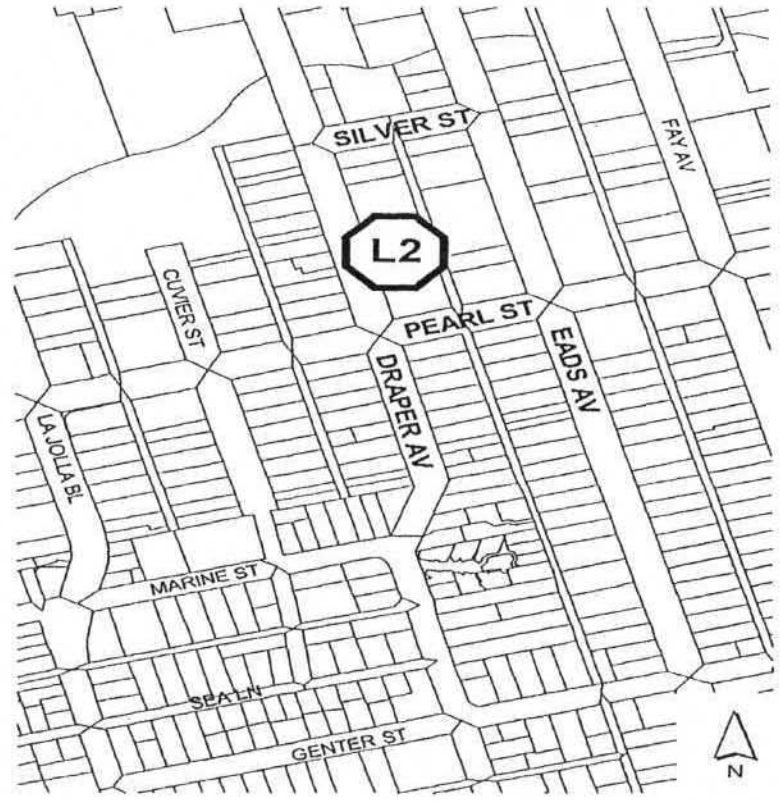 SILVER ST
FAY AV
L2
CUVIER ST
PEARL ST
DRAPER AV
EADS AV
LA JOLLA BL
MARINE ST
SEA LN
GENTER ST
N